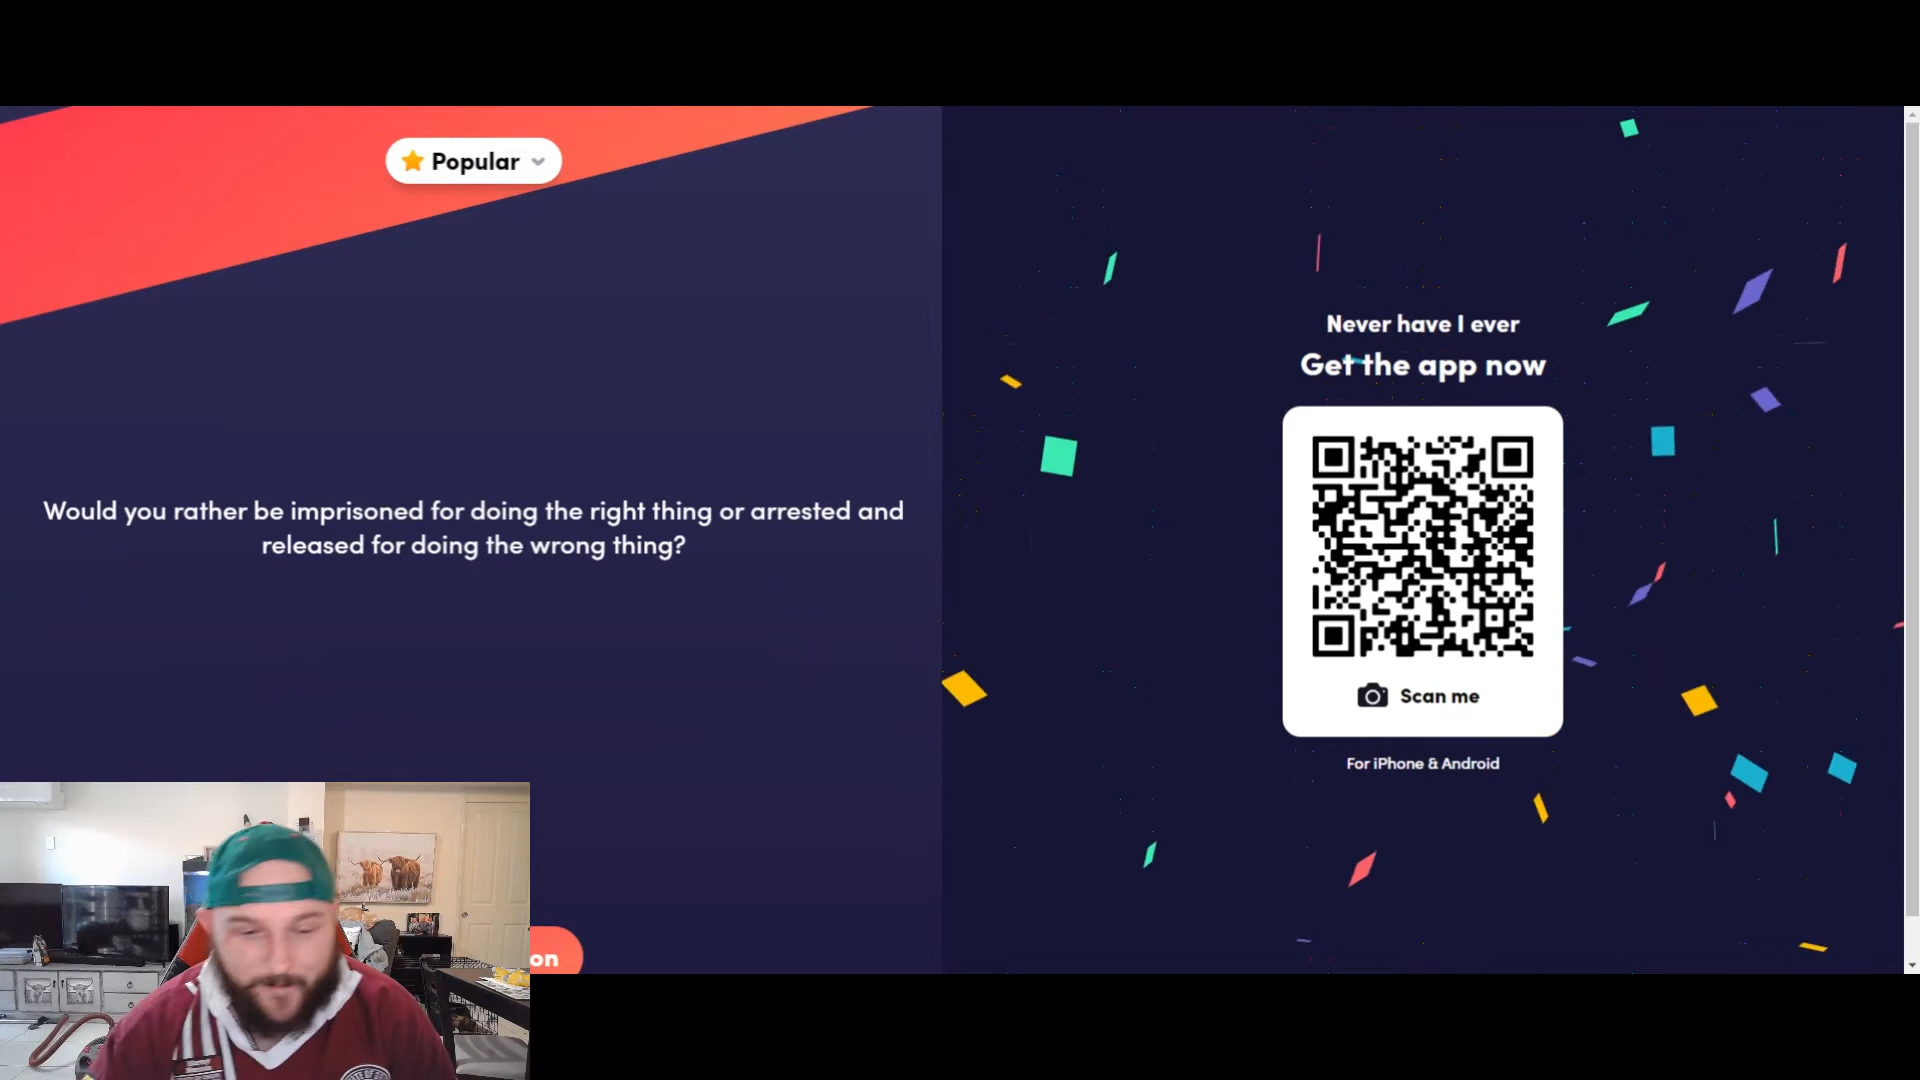 Popular
Would you rather be imprisoned for doing the right thing or arrested and
released for doing the wrong thing?
on
Never have I ever
Get the app now
Scan me
For iPhone & Android